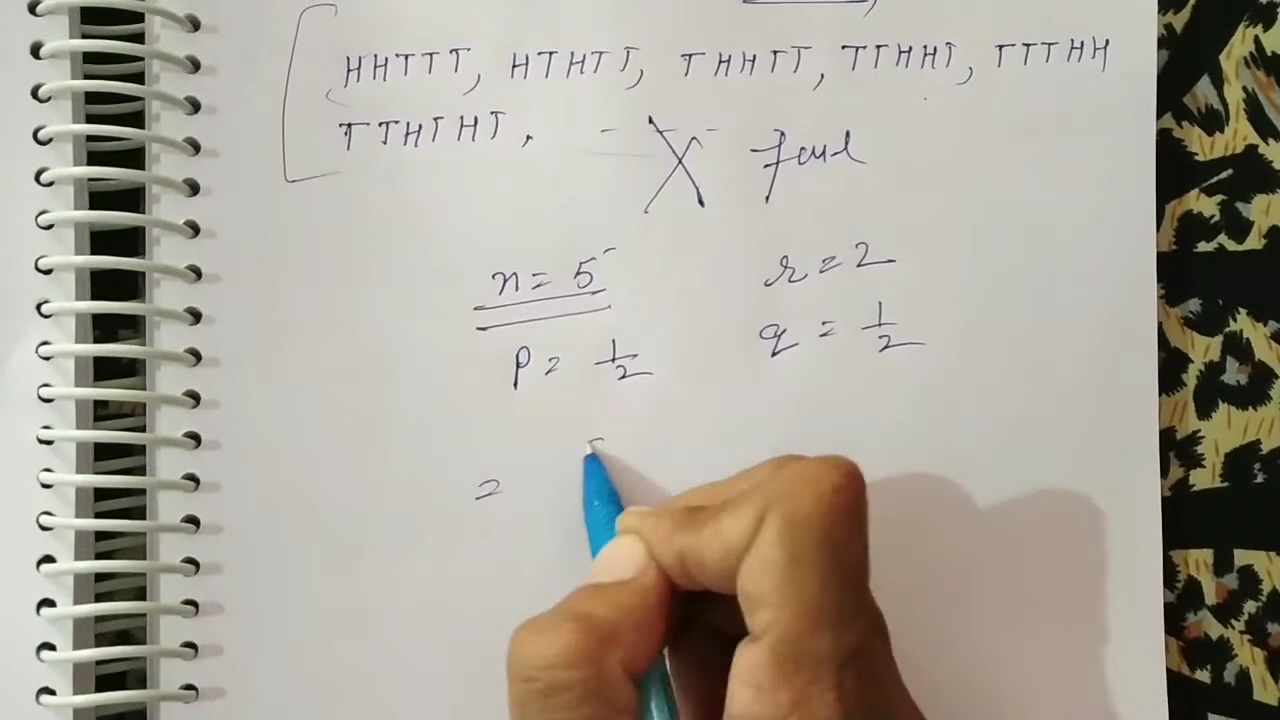 HHTTT, HTHTT, THHTT, TTHHT, TTTHH
TTHTHT, - - -
n = 5 r = 2
p = 1/2 q = 1/2
=